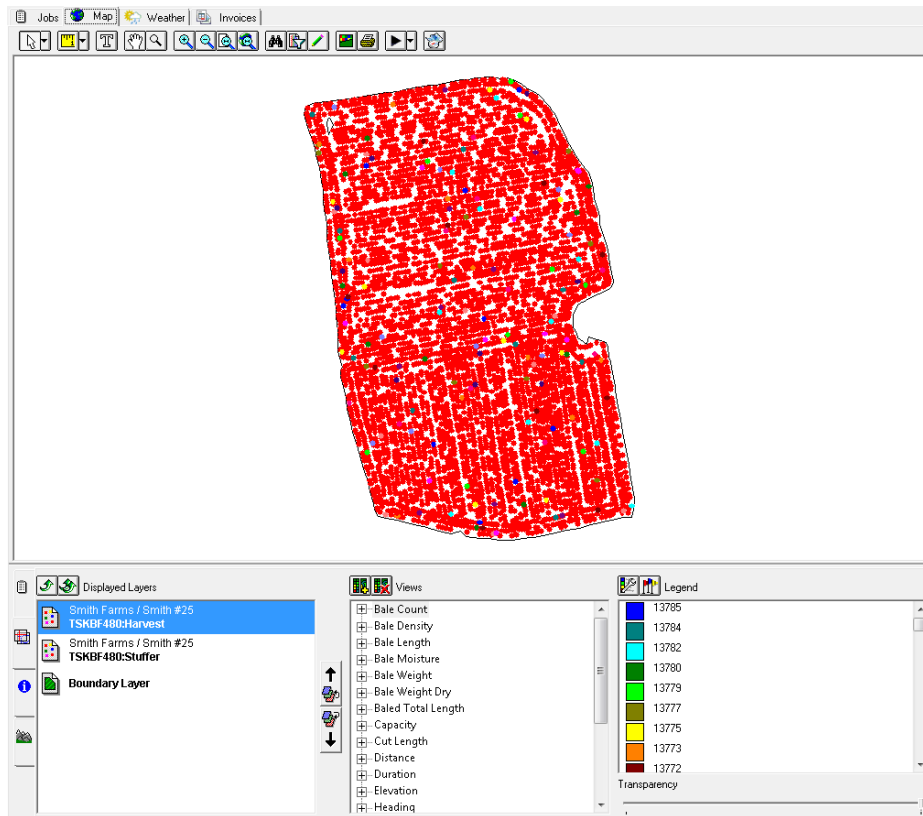 Jobs Map Weather Invoices
T
Displayed Layers
Smith Farms / Smith #25
TSKBF480:Harvest
Smith Farms / Smith #25
TSKBF480:Stuffer
Boundary Layer
Views
Bale Count
Bale Density
Bale Length
Bale Moisture
Bale Weight
Bale Weight Dry
Baled Total Length
Capacity
Cut Length
Distance
Duration
Elevation
Heading
Legend
13785
13784
13782
13780
13779
13777
13775
13773
13772
Transparency